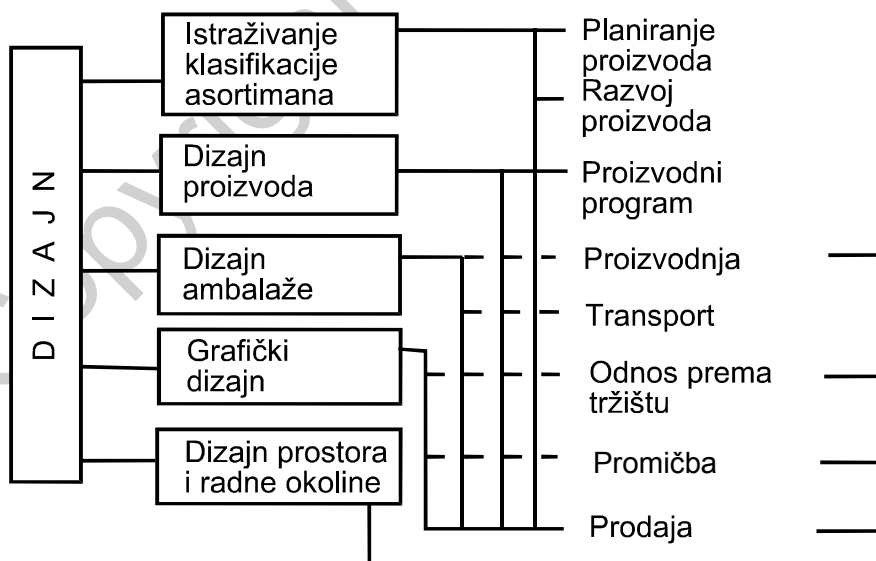 DIZAJN
Istraživanje
klasifikacije
asortimana
Dizajn
proizvoda
Dizajn
ambalaže
Grafički
dizajn
Dizajn prostora
i radne okoline
Planiranje
proizvoda
Razvoj
proizvoda
Proizvodni
program
Proizvodnja
Transport
Odnos prema
tržištu
Promičba
Prodaja